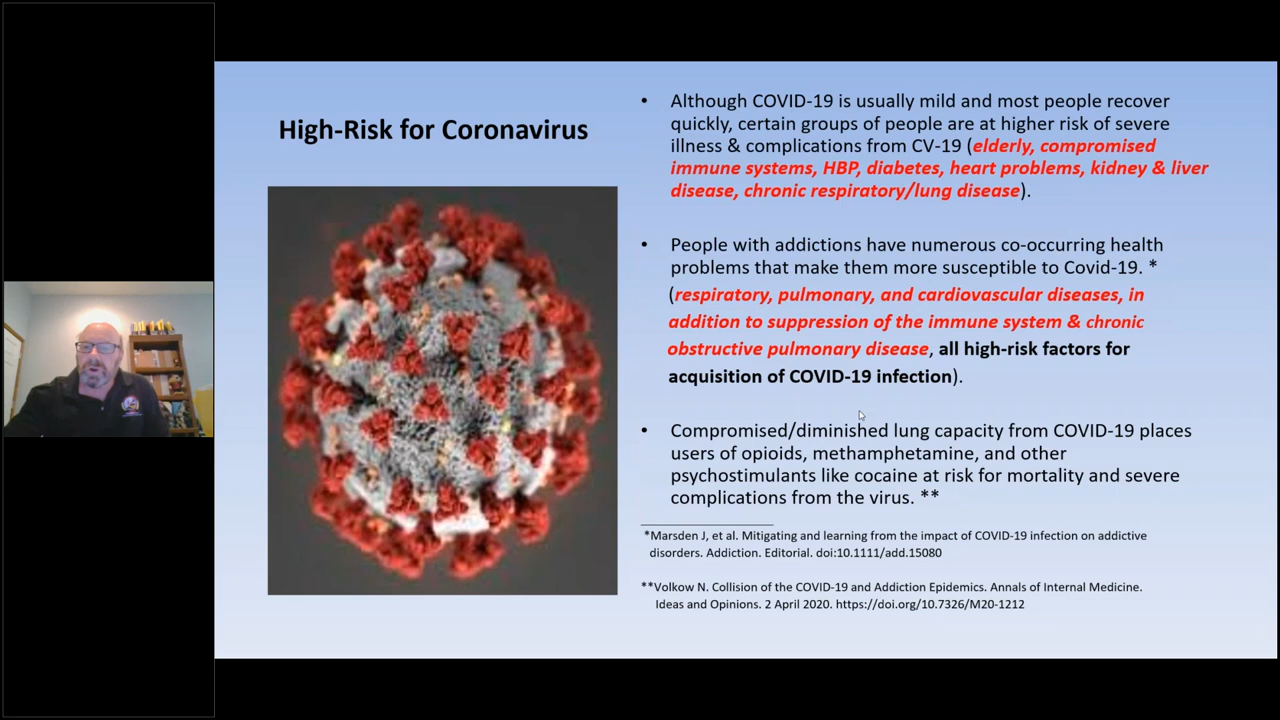 High-Risk for Coronavirus
• Although COVID-19 is usually mild and most people recover
quickly, certain groups of people are at higher risk of severe
illness & complications from CV-19 (elderly, compromised
immune systems, HBP, diabetes, heart problems, kidney & liver
disease, chronic respiratory/lung disease).
• People with addictions have numerous co-occurring health
problems that make them more susceptible to Covid-19. *
(respiratory, pulmonary, and cardiovascular diseases, in
addition to suppression of the immune system & chronic
obstructive pulmonary disease, all high-risk factors for
acquisition of COVID-19 infection).
• Compromised/diminished lung capacity from COVID-19 places
users of opioids, methamphetamine, and other
psychostimulants like cocaine at risk for mortality and severe
complications from the virus. **
*Marsden J, et al. Mitigating and learning from the impact of COVID-19 infection on addictive
disorders. Addiction. Editorial. doi:10.1111/add.15080
**Volkow N. Collision of the COVID-19 and Addiction Epidemics. Annals of Internal Medicine.
Ideas and Opinions. 2 April 2020. https://doi.org/10.7326/M20-1212